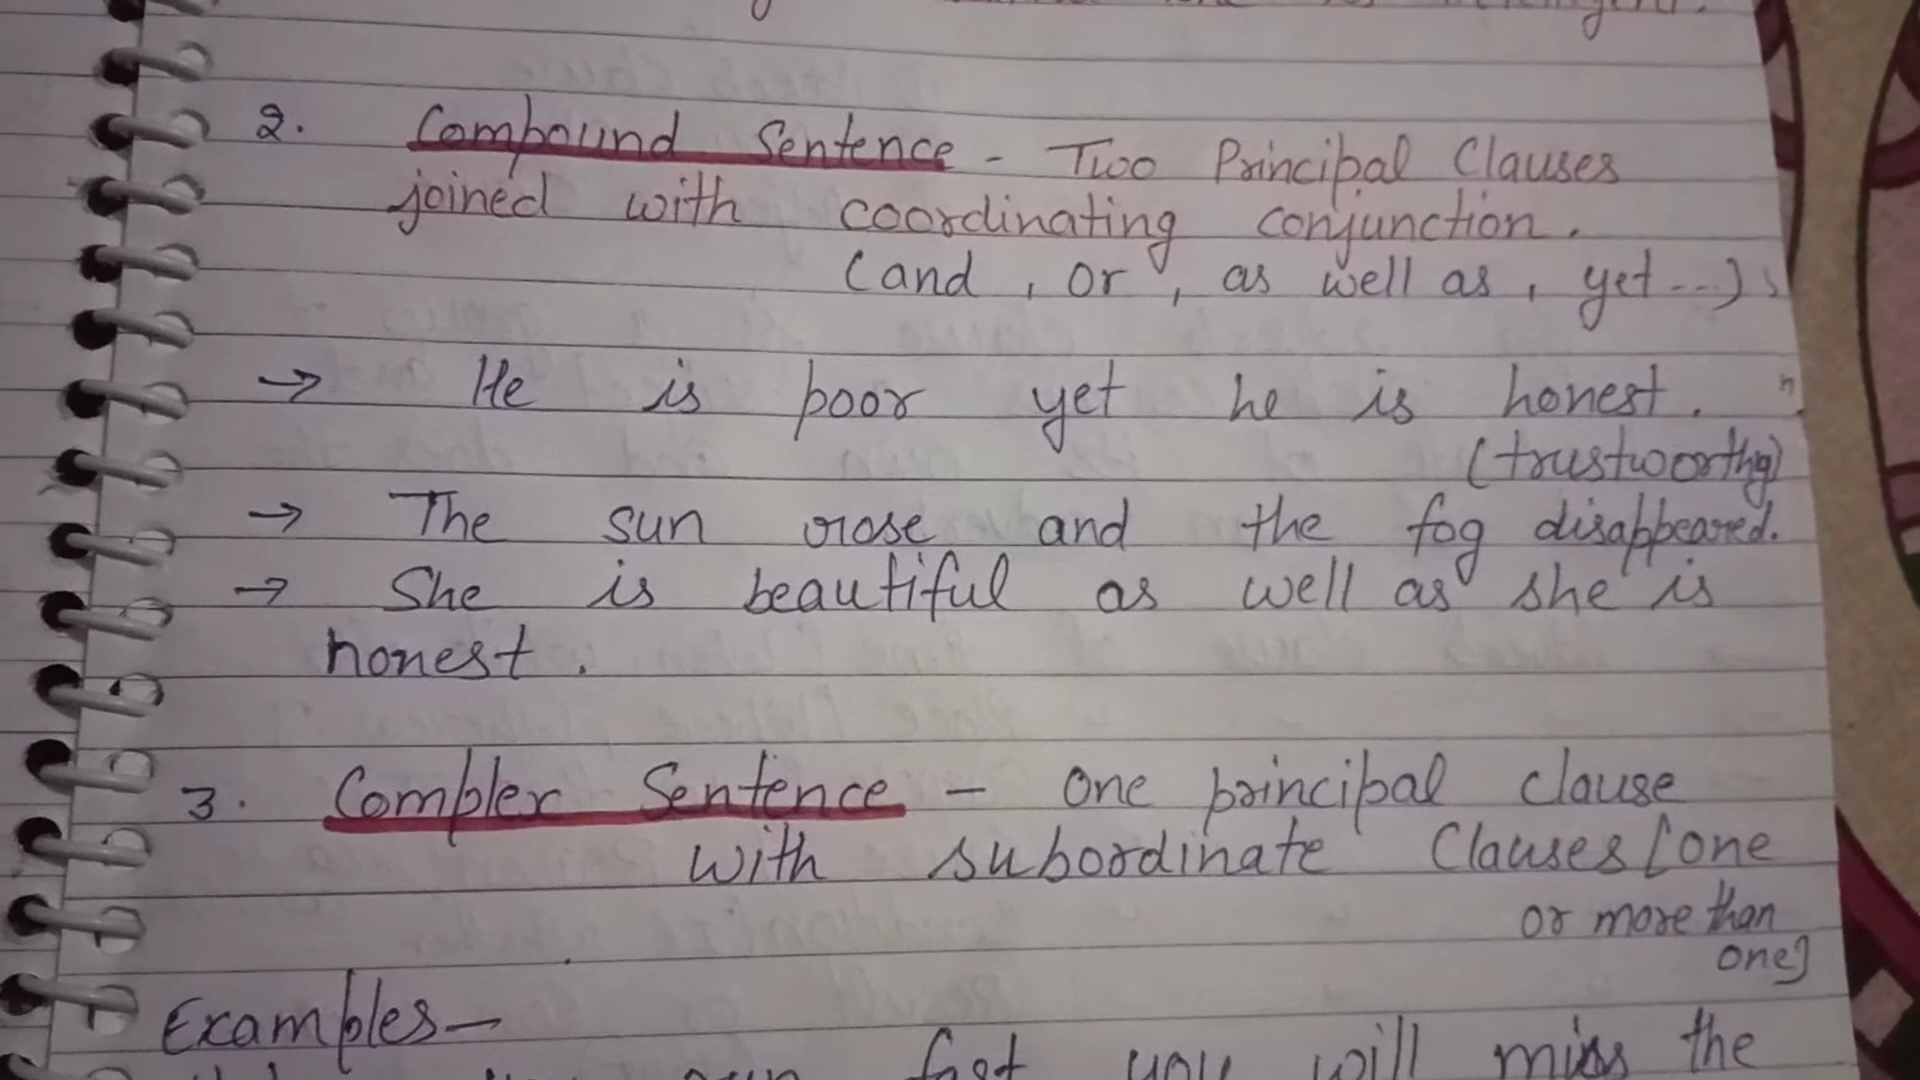 2. Compound Sentence - Two Principal Clauses
joined with coordinating conjunction.
(and, or, as well as, yet...)
→ He is poor yet he is honest.
(trustworthy)
→ The sun rose and the fog disappeared.
→ She is beautiful as well as she is
honest.
3. Complex Sentence - One principal clause
with subordinate Clauses [one
or more than
one]
Examples-
fast you will miss the